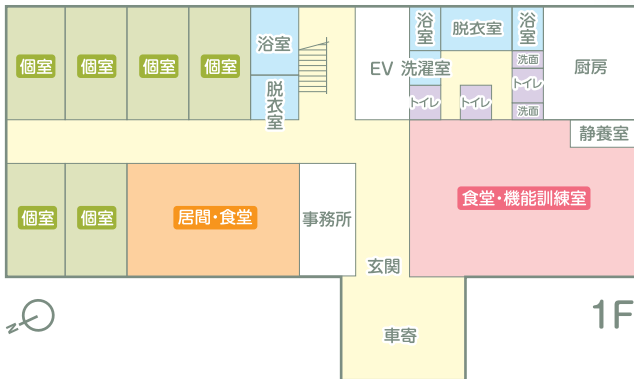 個室
個室
個室
個室
浴室
脱衣室
EV
浴室
脱衣室
浴室
洗濯室
洗面
トイレ
トイレ
トイレ
洗面
厨房
静養室
個室
個室
居間・食堂
事務所
食堂・機能訓練室
玄関
車寄
N
1F